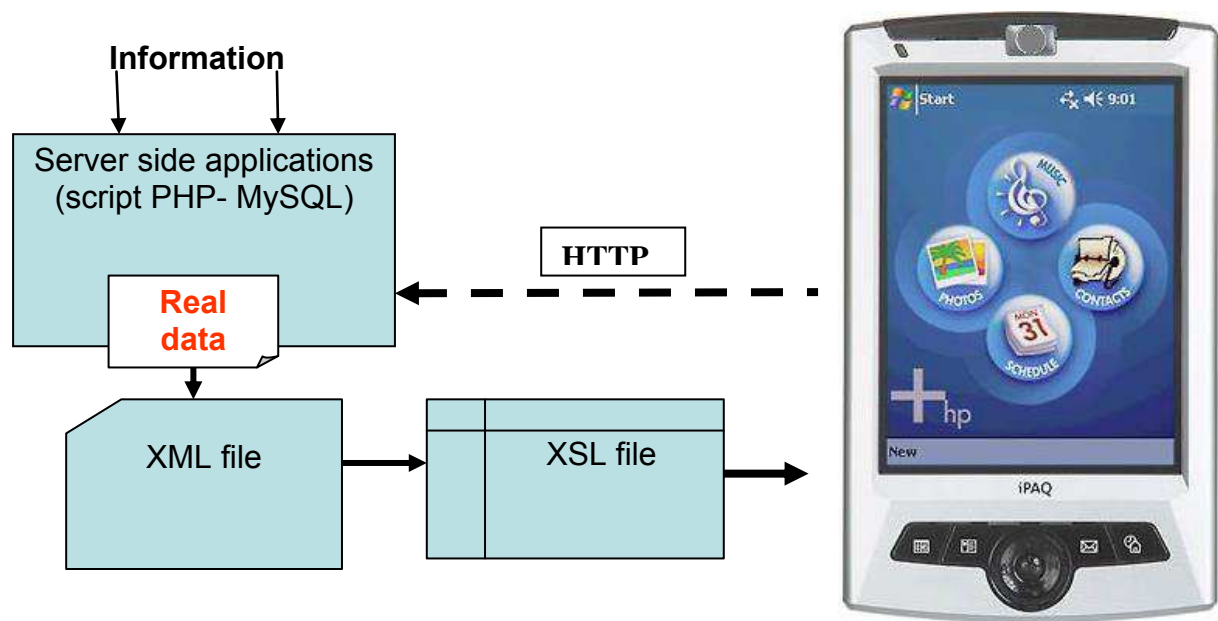 Information
Server side applications
(script PHP- MySQL)
Real
data
HTTP
XML file
XSL file
Start
9:01
MUSIC
PHOTOS
CONTACTS
MON
31
SCHEDULE
hp
New
iPAQ